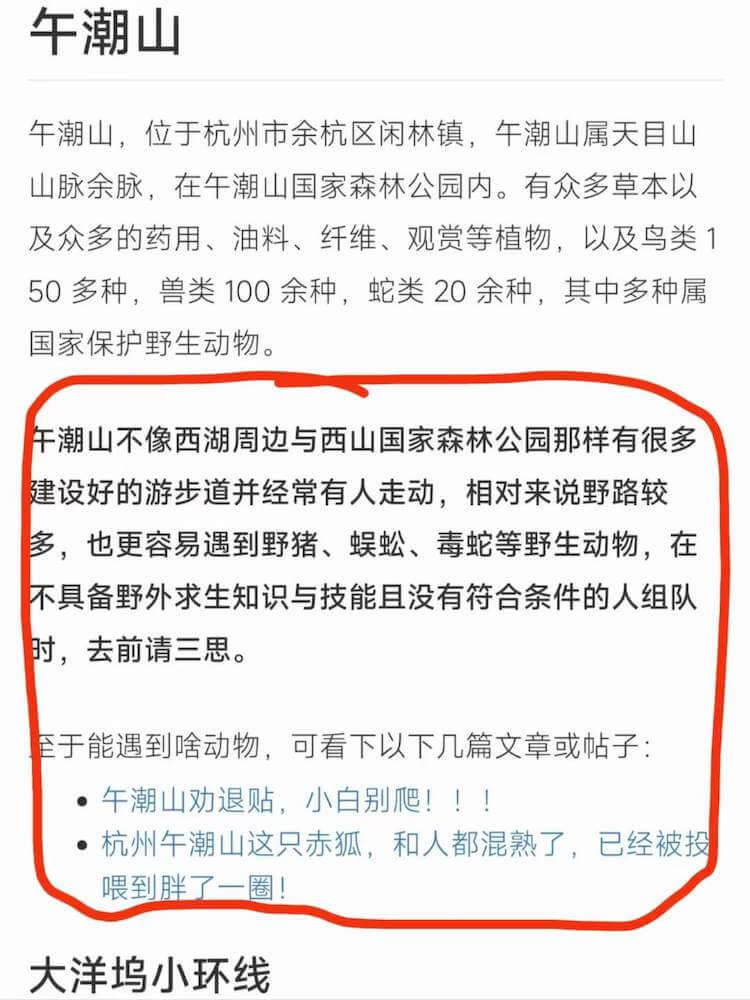 午潮山
午潮山，位于杭州市余杭区闲林镇，午潮山属天目山
山脉余脉，在午潮山国家森林公园内。有众多草本以
及众多的药用、油料、纤维、观赏等植物，以及鸟类 1
50 多种，兽类 100 余种，蛇类 20 余种，其中多种属
国家保护野生动物。
午潮山不像西湖周边与西山国家森林公园那样有很多
建设好的游步道并经常有人走动，相对来说野路较
多，也更容易遇到野猪、蜈蚣、毒蛇等野生动物，在
不具备野外求生知识与技能且没有符合条件的人组队
时，去前请三思。
至于能遇到啥动物，可看下以下几篇文章或帖子：
• 午潮山劝退贴，小白别爬！！！
• 杭州午潮山这只赤狐，和人都混熟了，已经被投
喂到胖了一圈！
大洋坞小环线